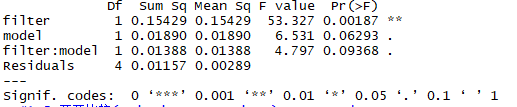 Df Sum Sq Mean Sq F value Pr(>F)
filter 1 0.15429 0.15429 53.327 0.00187 **
model 1 0.01890 0.01890 6.531 0.06293 .
filter:model 1 0.01388 0.01388 4.797 0.09368 .
Residuals 4 0.01157 0.00289
---
Signif. codes: 0 ‘***’ 0.001 ‘**’ 0.01 ‘*’ 0.05 ‘.’ 0.1 ‘ ’ 1